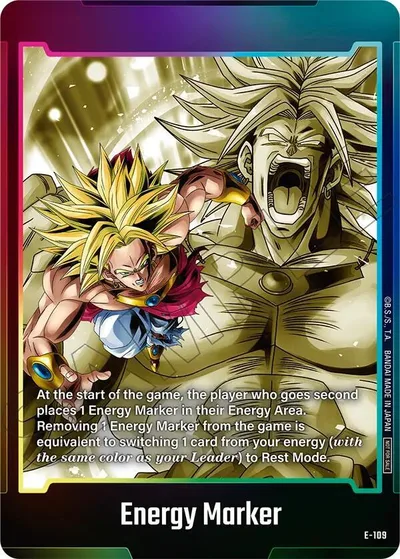 At the start of the game, the player who goes second
places 1 Energy Marker in their Energy Area.
Removing 1 Energy Marker from the game is
equivalent to switching 1 card from your energy (with
the same color as your Leader) to Rest Mode.
©B.S./S., T.A. BANDAI MADE IN JAPAN
NOT FOR SALE
Energy Marker
E-109